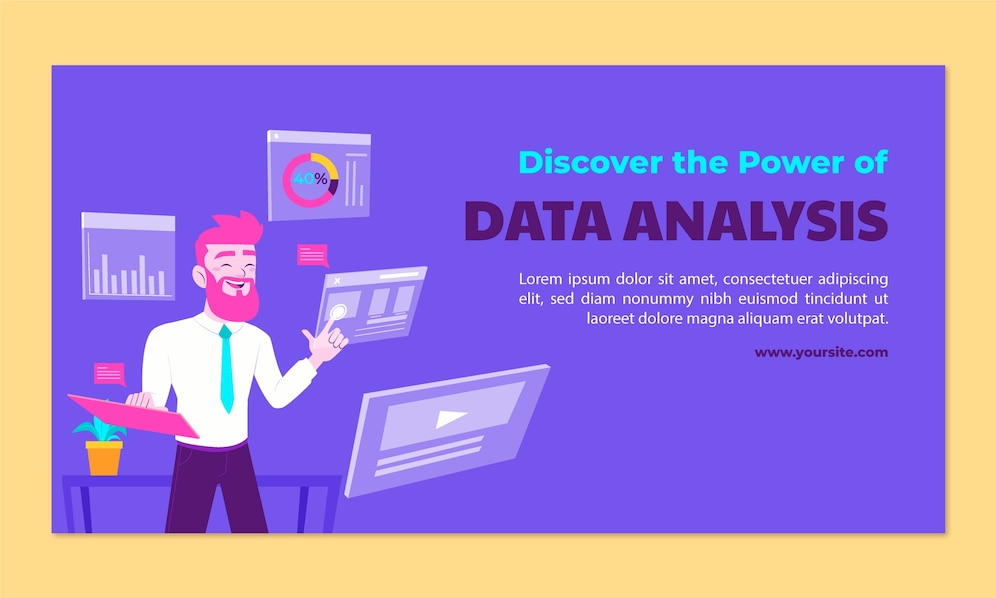 40%
Discover the Power of
DATA ANALYSIS
Lorem ipsum dolor sit amet, consectetuer adipiscing
elit, sed diam nonummy nibh euismod tincidunt ut
laoreet dolore magna aliquam erat volutpat.
www.yoursite.com